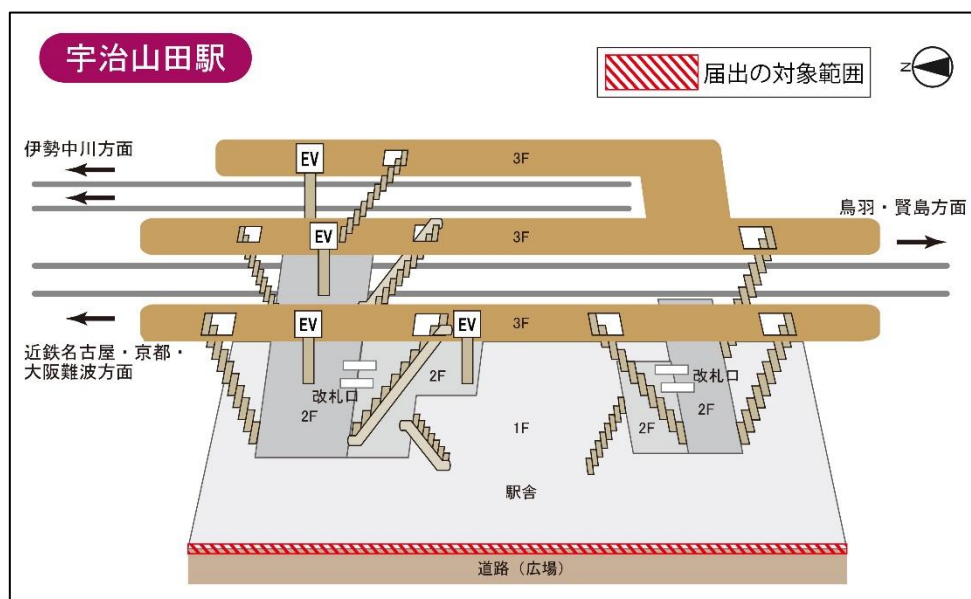 宇治山田駅
届出の対象範囲
N
伊勢中川方面
EV
3F
鳥羽・賢島方面
EV
3F
近鉄名古屋・京都・
大阪難波方面
EV
EV
3F
改札口
2F
2F
改札口
2F
2F
1F
駅舎
道路（広場）